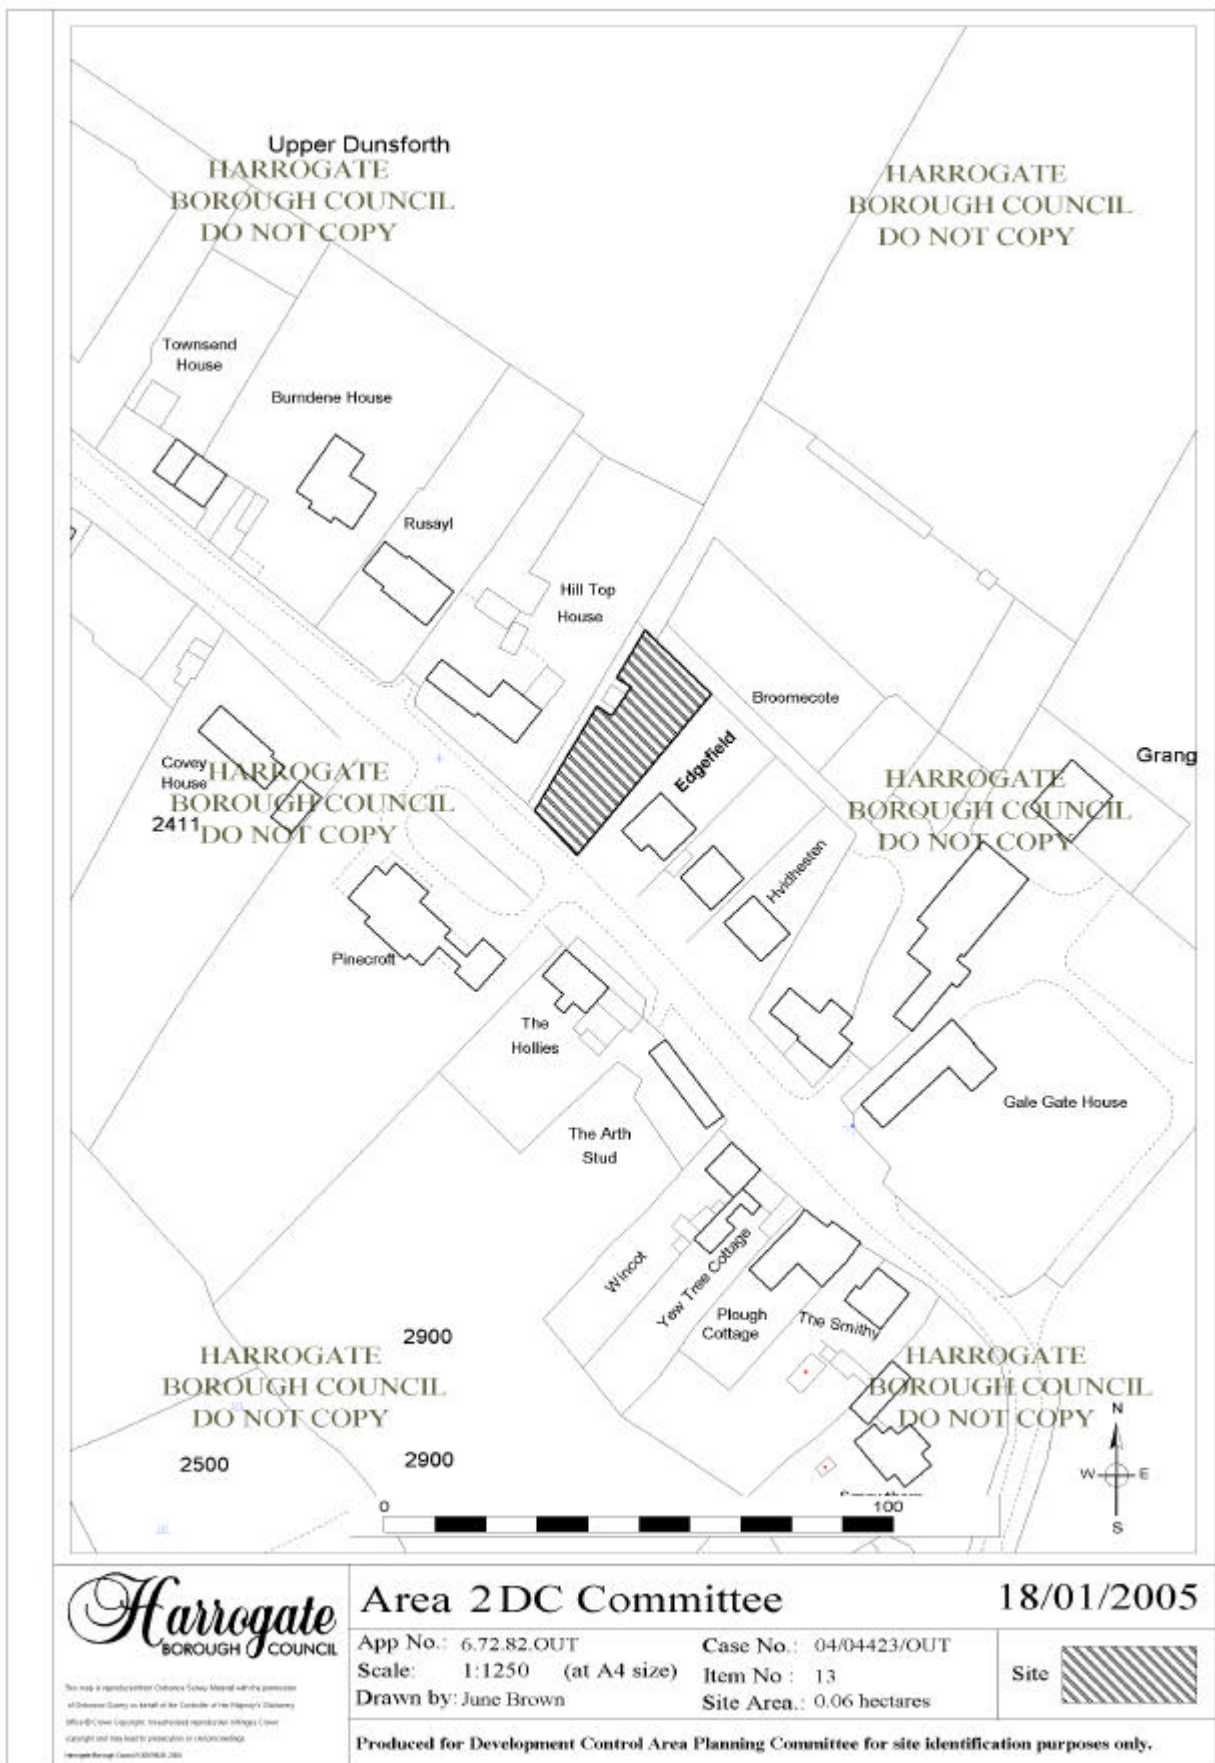 Upper Dunsforth
HARROGATE
BOROUGH COUNCIL
DO NOT COPY
HARROGATE
BOROUGH COUNCIL
DO NOT COPY
Townsend
House
Burndene House
Rusayl
Hill Top
House
Broomecote
Edgefield
Grang
Covey
House
2411
HARROGATE
BOROUGH COUNCIL
DO NOT COPY
HARROGATE
BOROUGH COUNCIL
DO NOT COPY
Hvidhesten
Pinecroft
The
Hollies
Gale Gate House
The Arth
Stud
Wincot
Yew Tree Cottage
Plough
Cottage
The Smithy
2900
HARROGATE
BOROUGH COUNCIL
DO NOT COPY
HARROGATE
BOROUGH COUNCIL
DO NOT COPY
2500
2900
N
W E
S
0 100
Harrogate
BOROUGH COUNCIL
Area 2 DC Committee
18/01/2005
App No.: 6.72.82.OUT
Case No.: 04/04423/OUT
Scale: 1:1250 (at A4 size)
Item No : 13
Drawn by: June Brown
Site Area.: 0.06 hectares
Site
Produced for Development Control Area Planning Committee for site identification purposes only.